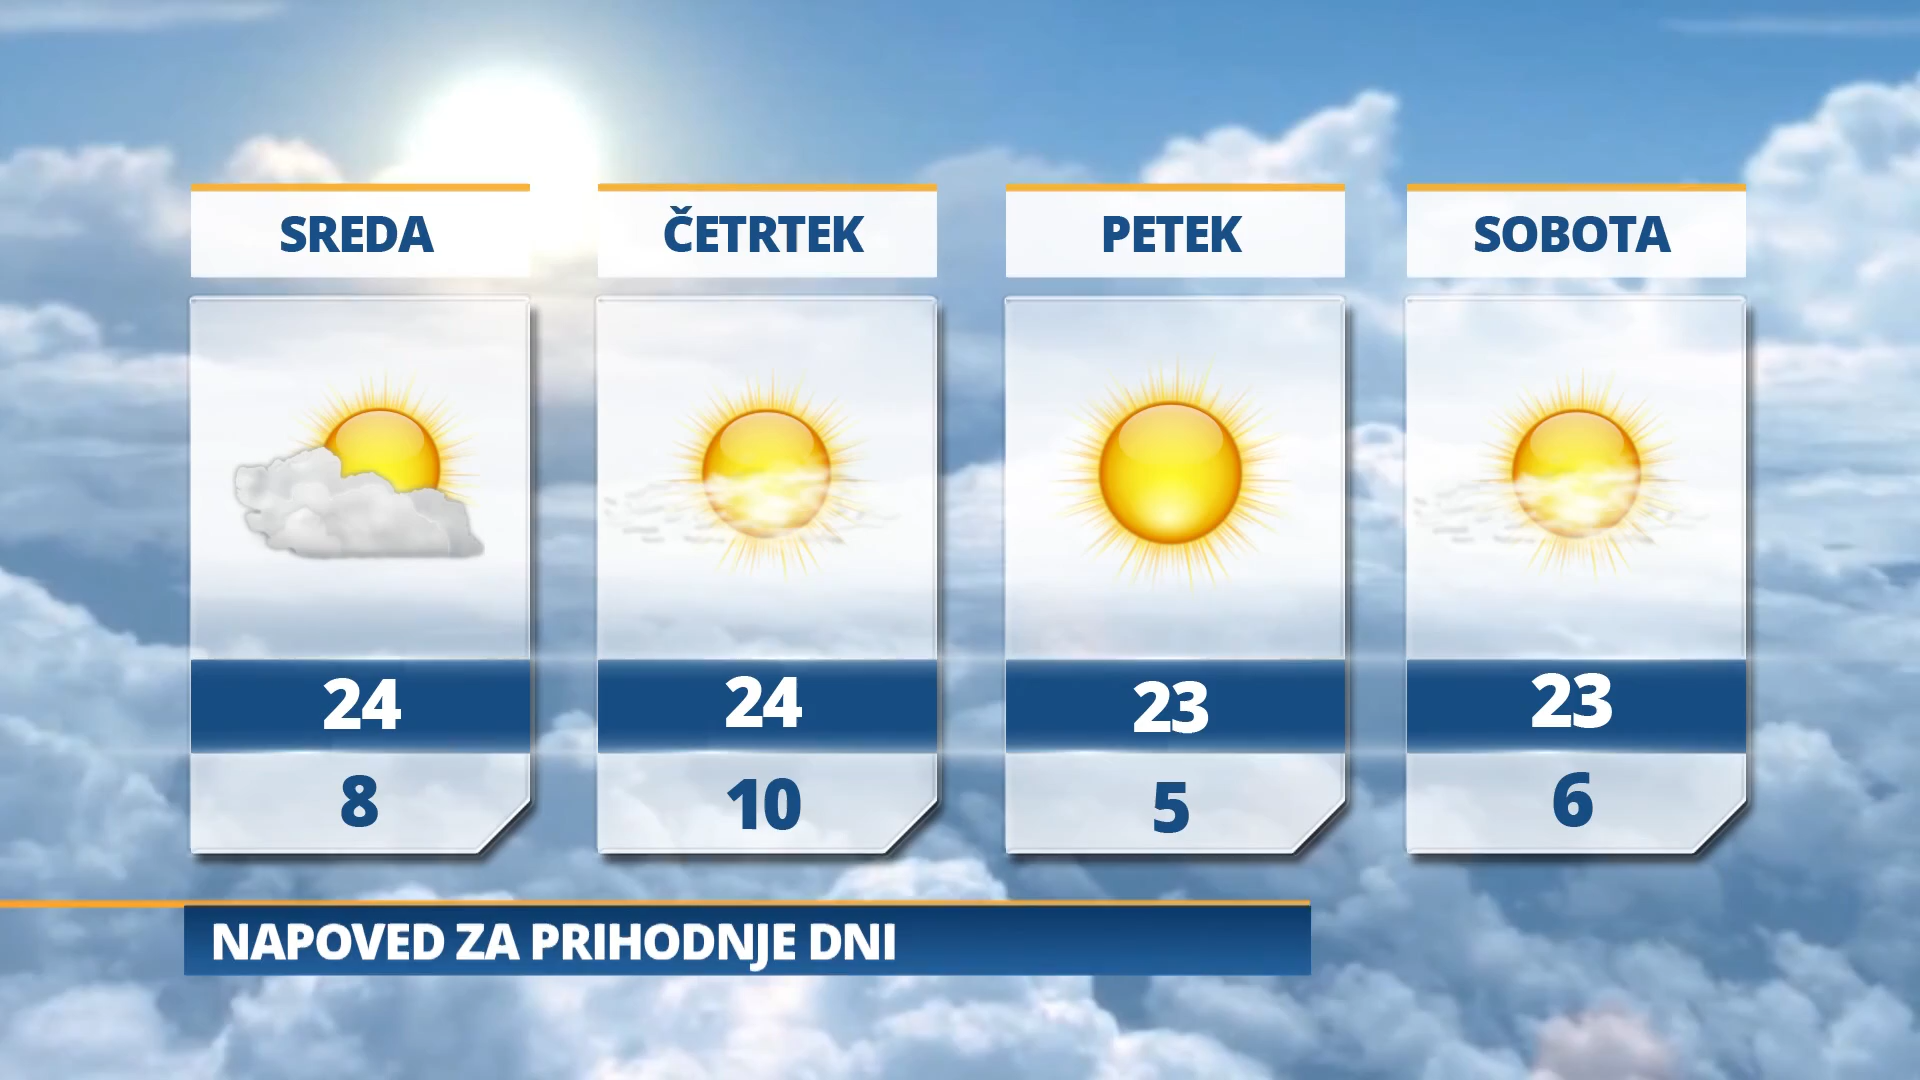 SREDA
ČETRTEK
PETEK
SOBOTA
24
24
23
23
8
10
5
6
NAPOVED ZA PRIHODNJE DNI